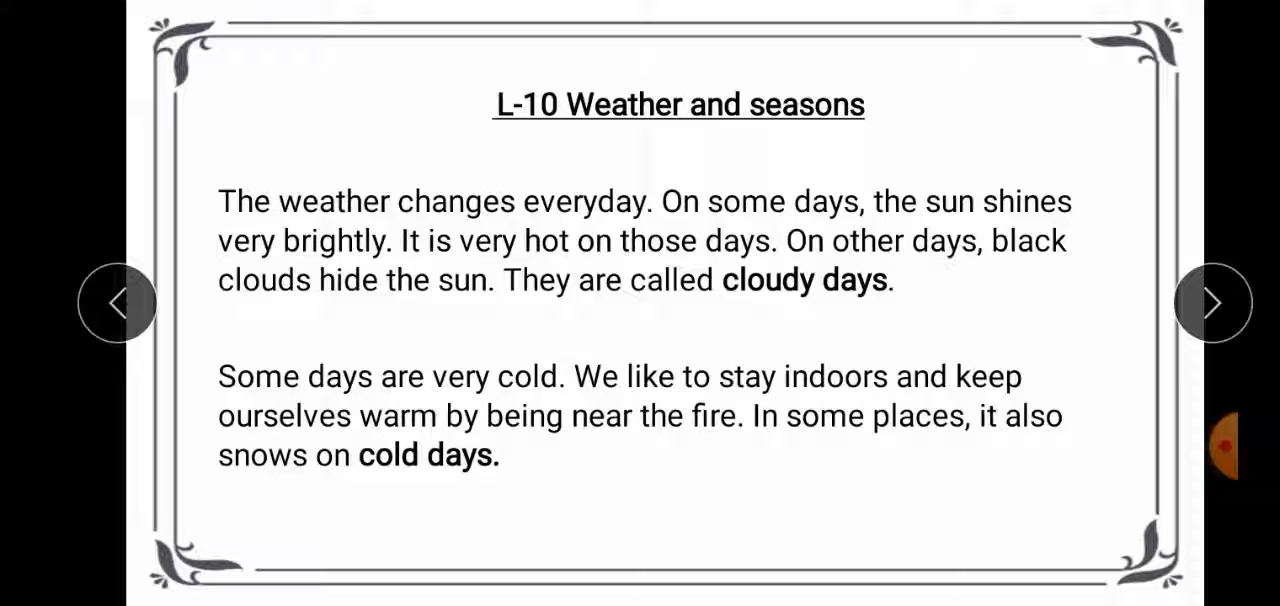 L-10 Weather and seasons
The weather changes everyday. On some days, the sun shines
very brightly. It is very hot on those days. On other days, black
clouds hide the sun. They are called cloudy days.
Some days are very cold. We like to stay indoors and keep
ourselves warm by being near the fire. In some places, it also
snows on cold days.